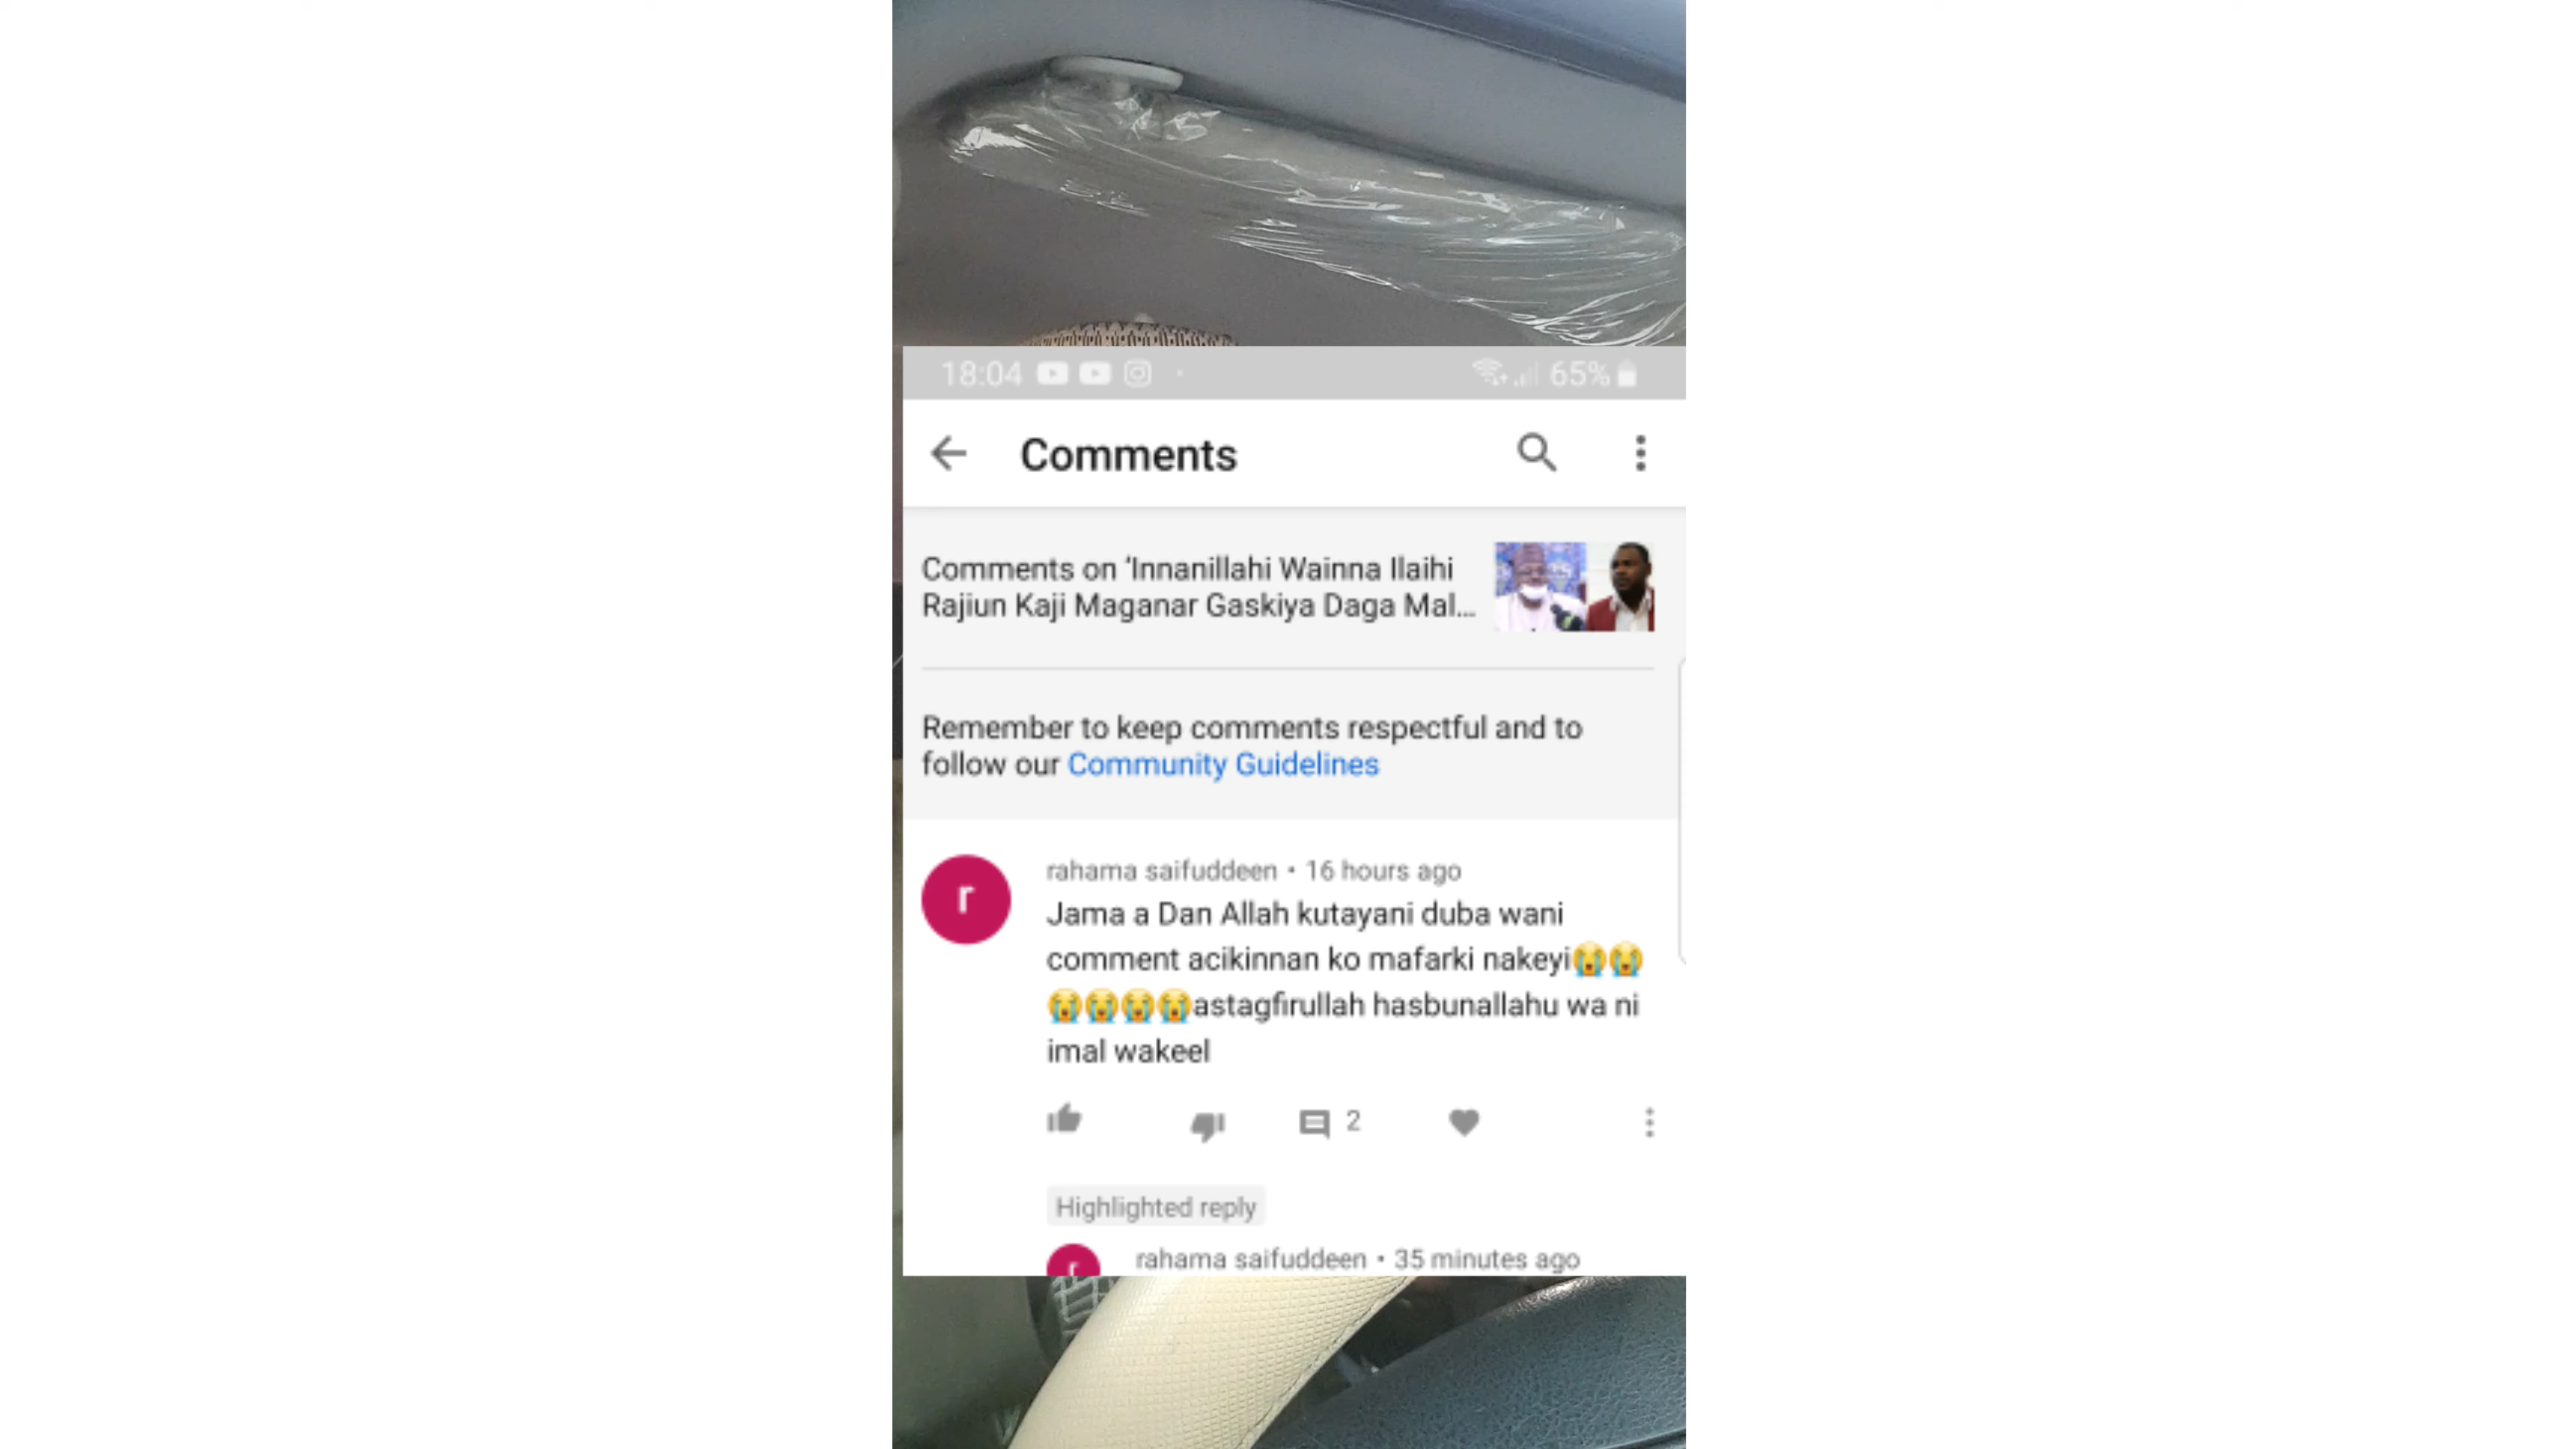 18:04
65%
Comments
Comments on ‘Innanillahi Wainna Ilaihi
Rajiun Kaji Maganar Gaskiya Daga Mal...
Remember to keep comments respectful and to
follow our Community Guidelines
r
rahama saifuddeen • 16 hours ago
Jama a Dan Allah kutayani duba wani
comment acikinnan ko mafarki nakeyi😭😭
😭😭😭😭astagfirullah hasbunallahu wa ni
imal wakeel
2
Highlighted reply
r
rahama saifuddeen • 35 minutes ago